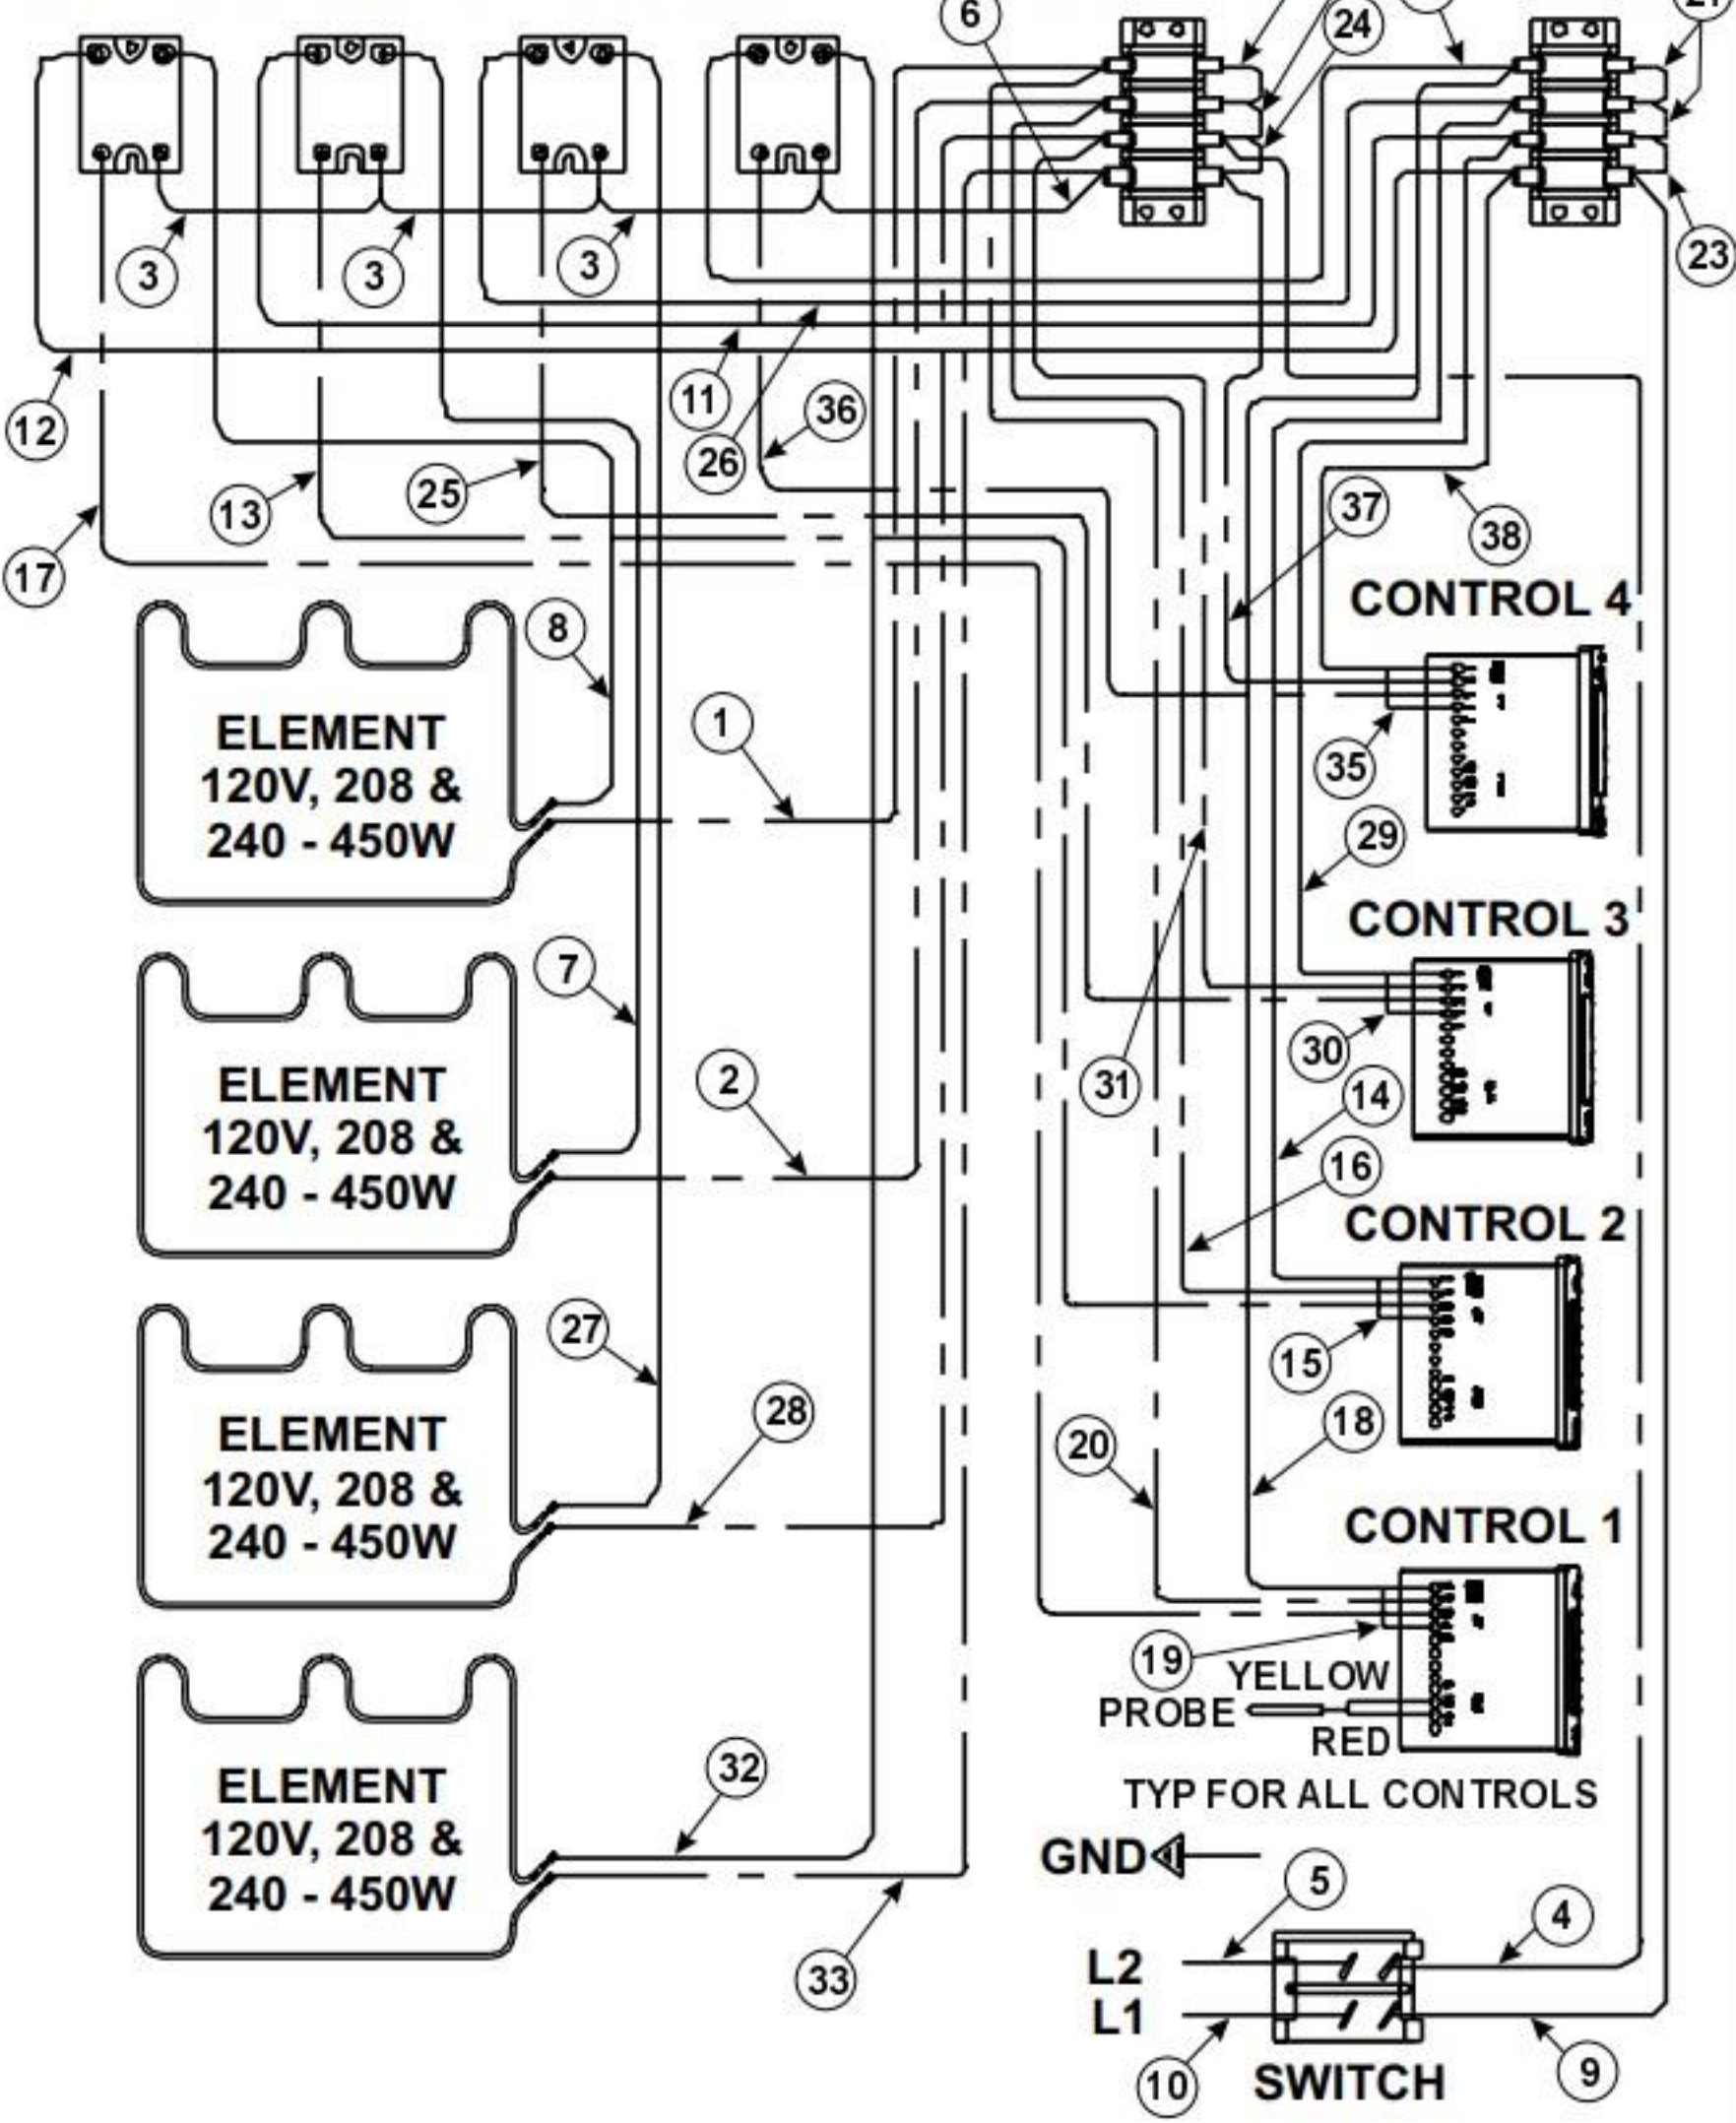 6
24
3
3
3
23
12
11
26
36
17
13
25
37
38
CONTROL 4
8
ELEMENT
120V, 208 &
240 - 450W
1
35
29
CONTROL 3
7
ELEMENT
120V, 208 &
240 - 450W
2
31
30
14
16
CONTROL 2
27
ELEMENT
120V, 208 &
240 - 450W
28
15
20
18
CONTROL 1
19
YELLOW
PROBE
RED
TYP FOR ALL CONTROLS
ELEMENT
120V, 208 &
240 - 450W
32
33
GND
5
4
L2
L1
10
SWITCH
9